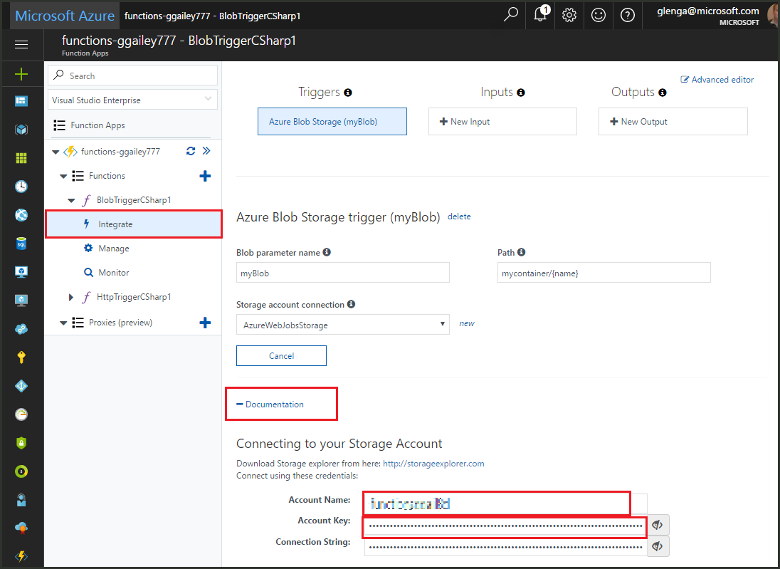 Microsoft Azure functions-ggailey777 - BlobTriggerCSharp1
1
glenga@microsoft.com
MICROSOFT
functions-ggailey777 - BlobTriggerCSharp1
Function Apps
Search
Visual Studio Enterprise
Function Apps
functions-ggailey777
Functions
BlobTriggerCSharp1
Integrate
Manage
Monitor
HttpTriggerCSharp1
Proxies (preview)
Advanced editor
Triggers Inputs Outputs
Azure Blob Storage (myBlob) New Input New Output
Azure Blob Storage trigger (myBlob) delete
Blob parameter name Path
myBlob mycontainer/{name}
Storage account connection
AzureWebJobsStorage new
Cancel
Documentation
Connecting to your Storage Account
Download Storage explorer from here: http://storageexplorer.com
Connect using these credentials:
Account Name:
Account Key:
Connection String: